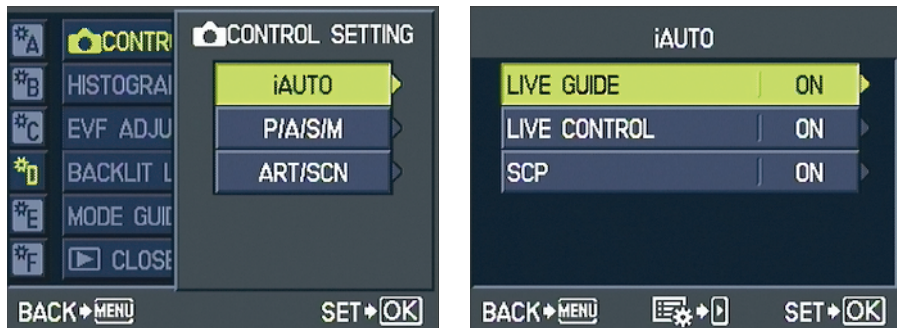 A
B
C
D
E
F
CONTR
HISTOGRAI
EVF ADJU
BACKLIT L
MODE GUID
CLOSE
CONTROL SETTING
iAUTO
P/A/S/M
ART/SCN
BACK MENU
SET OK
iAUTO
LIVE GUIDE ON
LIVE CONTROL ON
SCP ON
BACK MENU
SET OK